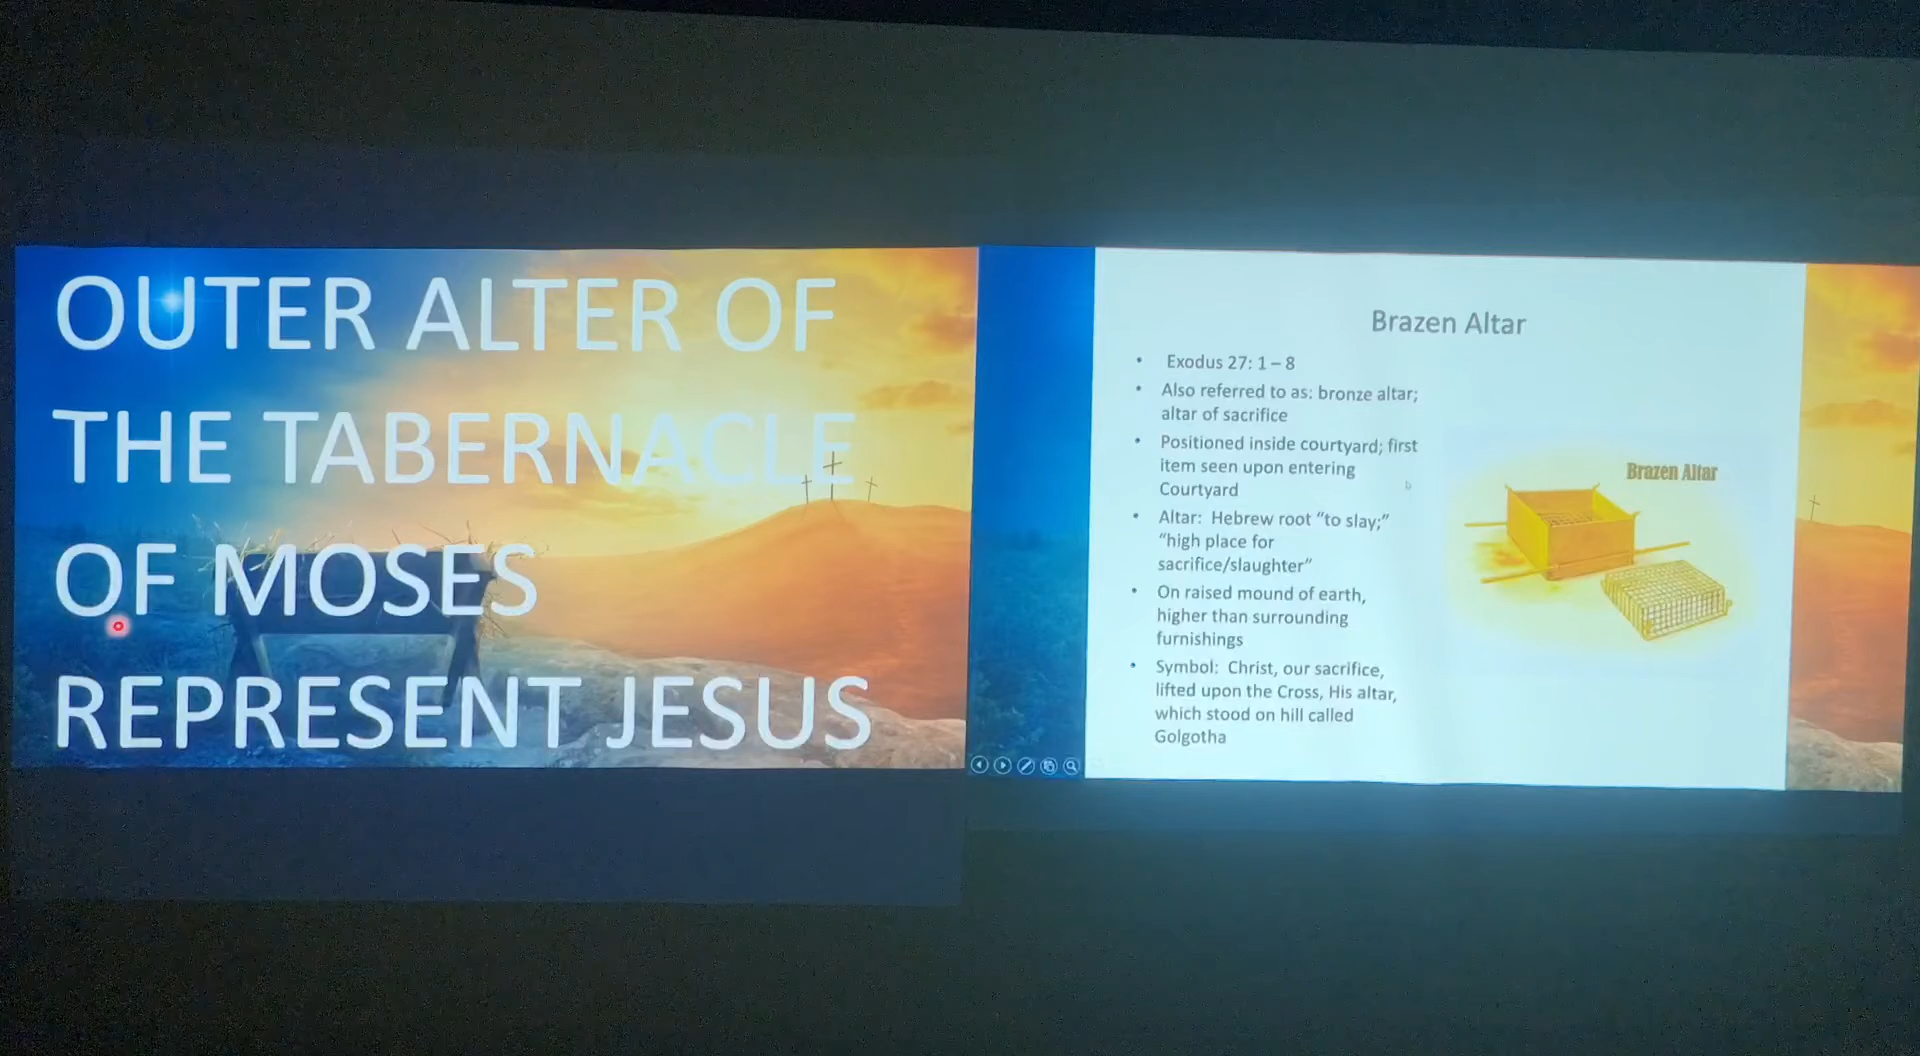 OUTER ALTER OF
THE TABERNACLE
OF MOSES
REPRESENT JESUS
Brazen Altar
• Exodus 27: 1 – 8
• Also referred to as: bronze altar;
altar of sacrifice
• Positioned inside courtyard; first
item seen upon entering
Courtyard
• Altar: Hebrew root “to slay;”
“high place for
sacrifice/slaughter”
• On raised mound of earth,
higher than surrounding
furnishings
• Symbol: Christ, our sacrifice,
lifted upon the Cross, His altar,
which stood on hill called
Golgotha
Brazen Altar